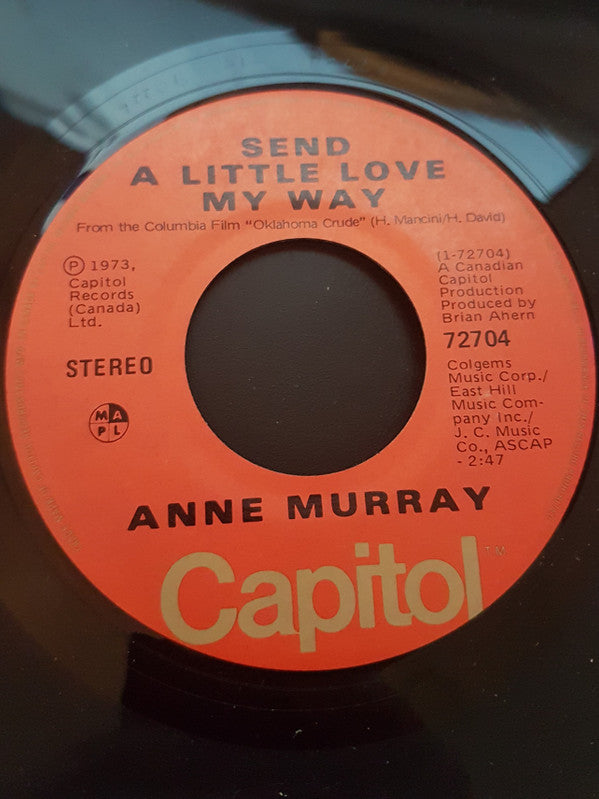 SEND
A LITTLE LOVE
MY WAY
From the Columbia Film "Oklahoma Crude" (H. Mancini/H. David)
Ⓟ 1973,
Capitol
Records
(Canada)
Ltd.
STEREO
M A
P L
(1-72704)
A Canadian
Capitol
Production
Produced by
Brian Ahern
72704
Colgems
Music Corp./
East Hill
Music Com-
pany Inc./
J. C. Music
Co., ASCAP
- 2:47
ANNE MURRAY
Capitol
TM